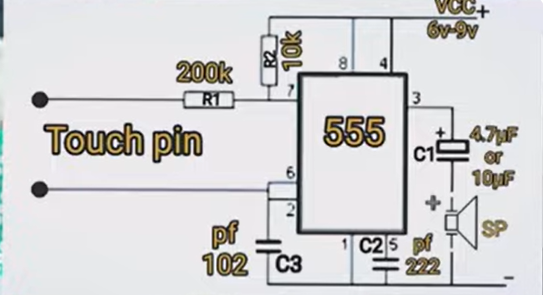 VCC +
6v-9v
200k
R2
10k
8
4
R1
7
3
Touch pin
555
+
4.7µF
or
10µF
C1
6
2
+
SP
pf
102
C3
1
C2
5
pf
222
-